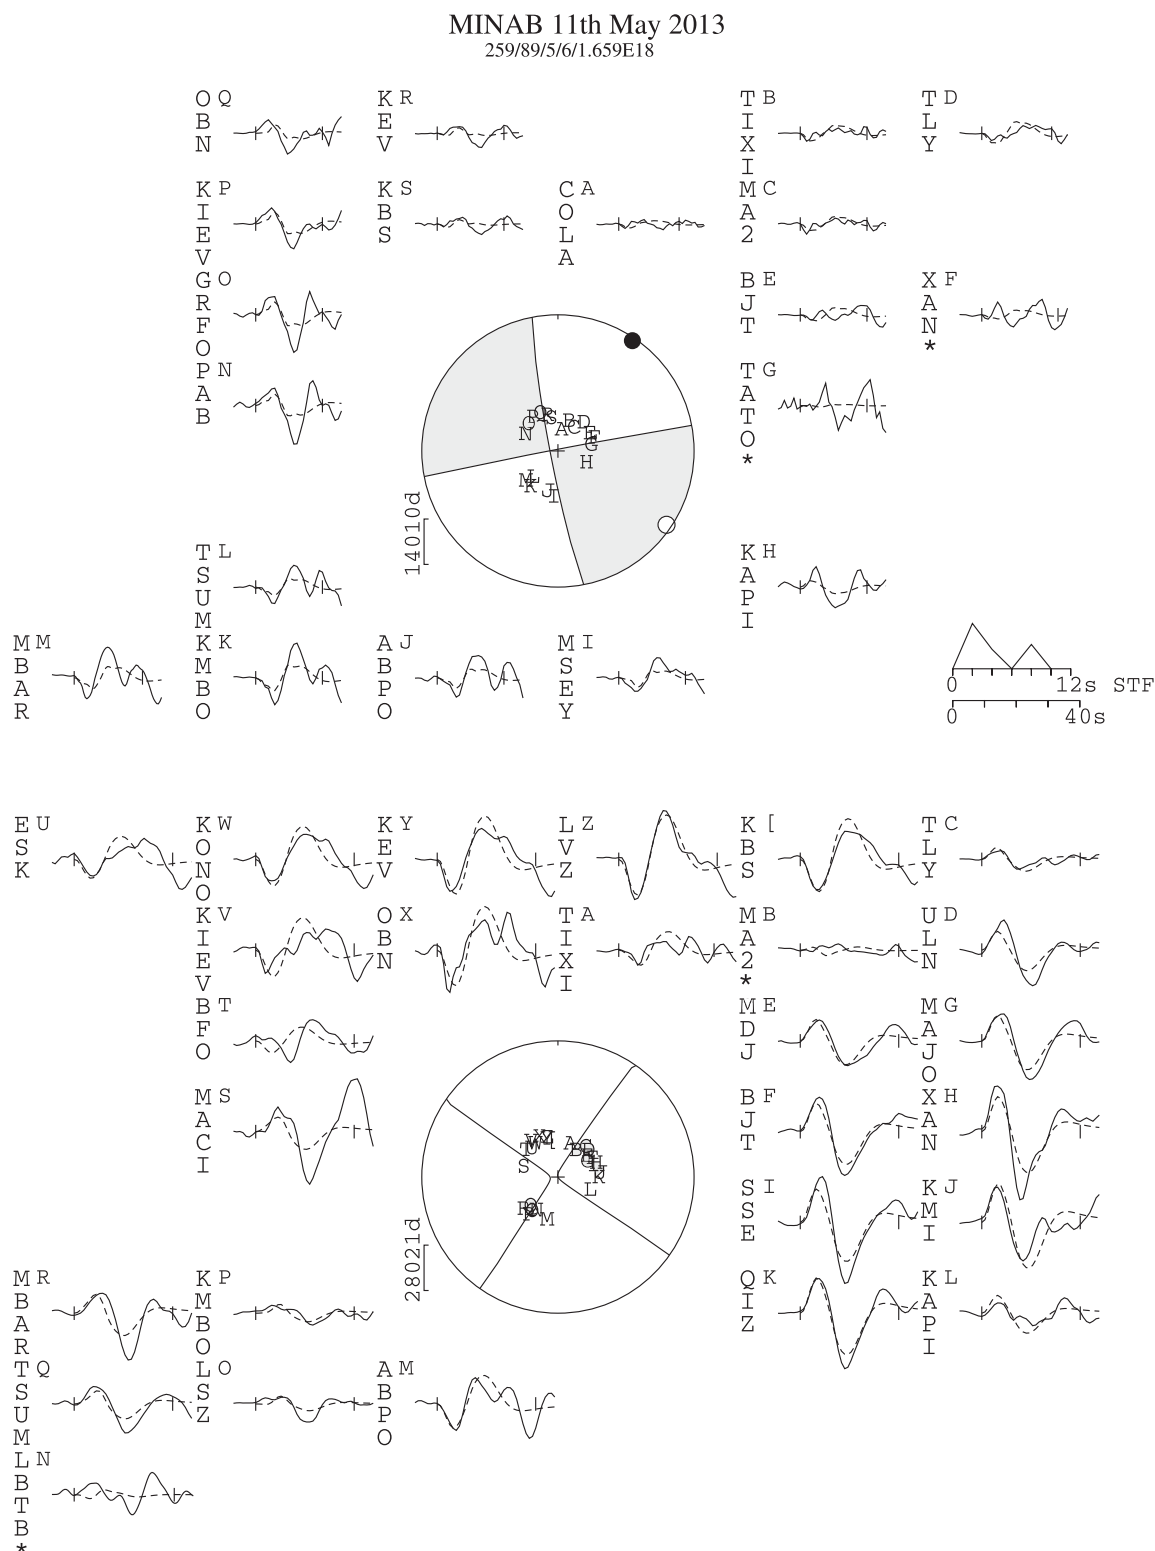 MINAB 11th May 2013
259/89/5/6/1.659E18
OBN Q
KEV R
TIXI B
TLY D
KIEV P
KBS S
COLA A
MA2 C
GRFO O
BJT E
XAN* F
PAB N
TATO* G
14010d
TSUM L
KAPI H
MBAR M
KMBO K
ABPO J
MSEY I
0 12s STF
0 40s
ESK U
KONO W
KEV Y
LVZ Z
KBS [
TLY C
KIEV V
OBN X
TIXI A
MA2* B
ULN D
BFO T
MDJ E
MAJO G
MACI S
BJT F
XAN H
SSE I
KMI J
28021d
MBAR R
KMBO P
QIZ K
KAPI L
TSUM Q
LSZ O
ABPO M
LBTB* N